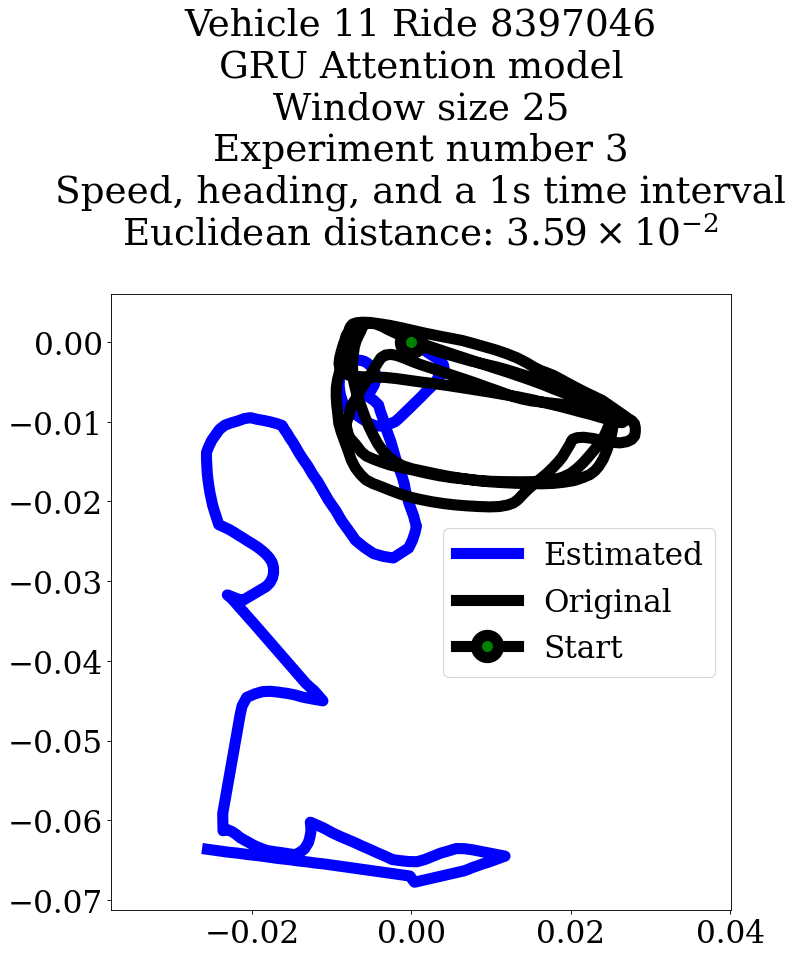 Vehicle 11 Ride 8397046
GRU Attention model
Window size 25
Experiment number 3
Speed, heading, and a 1s time interval
Euclidean distance: 3.59 × 10⁻²
0.00
−0.01
−0.02
−0.03
−0.04
−0.05
−0.06
−0.07
Estimated
Original
Start
−0.02
0.00
0.02
0.04